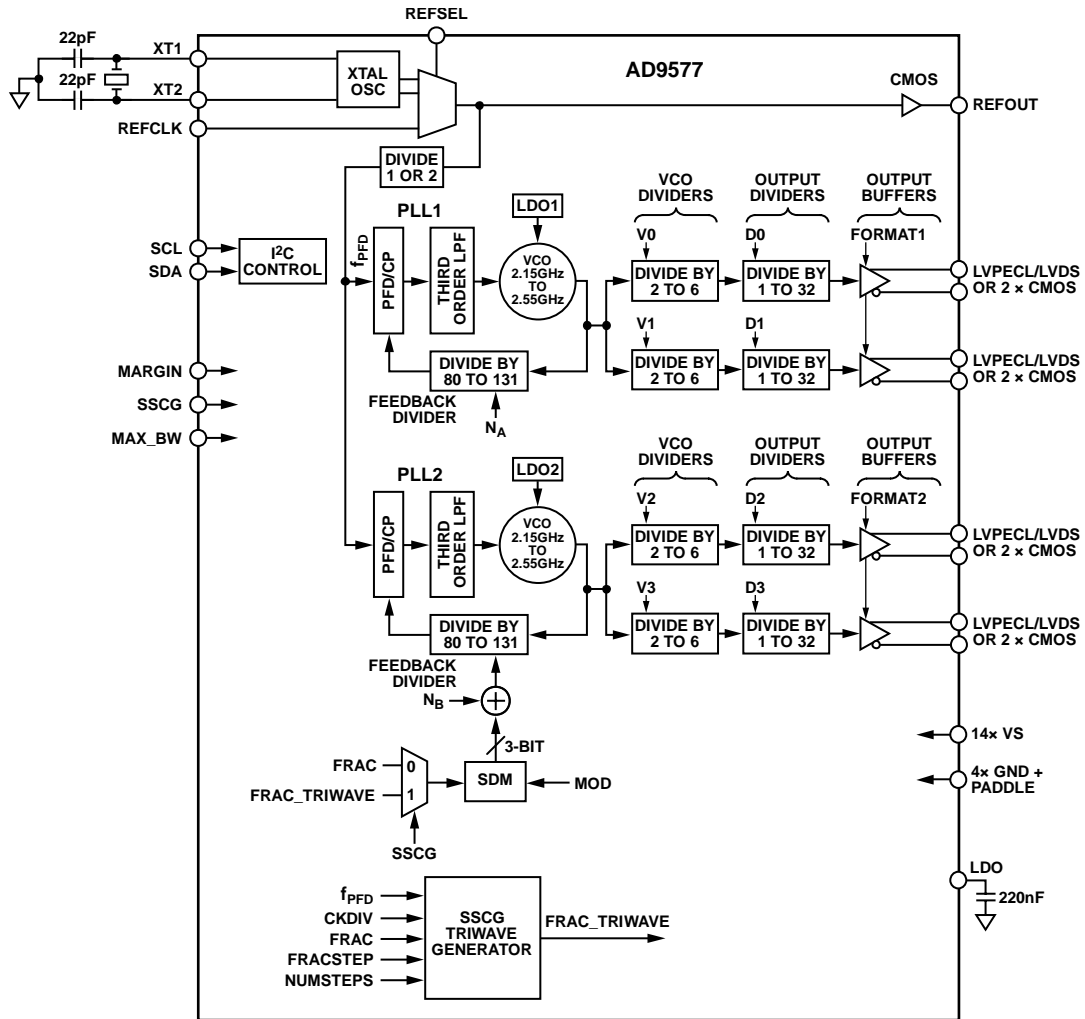 REFSEL
22pF
XT1
XTAL
OSC
AD9577
CMOS
22pF
XT2
REFOUT
REFCLK
DIVIDE
1 OR 2
VCO
DIVIDERS
OUTPUT
DIVIDERS
OUTPUT
BUFFERS
PLL1
LDO1
V0
D0
FORMAT1
SCL
SDA
I2C
CONTROL
fPFD
PFD/CP
THIRD
ORDER LPF
VCO
2.15GHz
TO
2.55GHz
DIVIDE BY
2 TO 6
DIVIDE BY
1 TO 32
LVPECL/LVDS
OR 2 × CMOS
V1
D1
DIVIDE BY
80 TO 131
DIVIDE BY
2 TO 6
DIVIDE BY
1 TO 32
LVPECL/LVDS
OR 2 × CMOS
MARGIN
SSCG
MAX_BW
FEEDBACK
DIVIDER
NA
VCO
DIVIDERS
OUTPUT
DIVIDERS
OUTPUT
BUFFERS
PLL2
LDO2
V2
D2
FORMAT2
PFD/CP
THIRD
ORDER LPF
VCO
2.15GHz
TO
2.55GHz
DIVIDE BY
2 TO 6
DIVIDE BY
1 TO 32
LVPECL/LVDS
OR 2 × CMOS
V3
D3
DIVIDE BY
80 TO 131
DIVIDE BY
2 TO 6
DIVIDE BY
1 TO 32
LVPECL/LVDS
OR 2 × CMOS
FEEDBACK
DIVIDER
NB
3-BIT
14× VS
FRAC
0
FRAC_TRIWAVE
1
SDM
MOD
4× GND +
PADDLE
SSCG
LDO
220nF
fPFD
CKDIV
FRAC
FRACSTEP
NUMSTEPS
SSCG
TRIWAVE
GENERATOR
FRAC_TRIWAVE